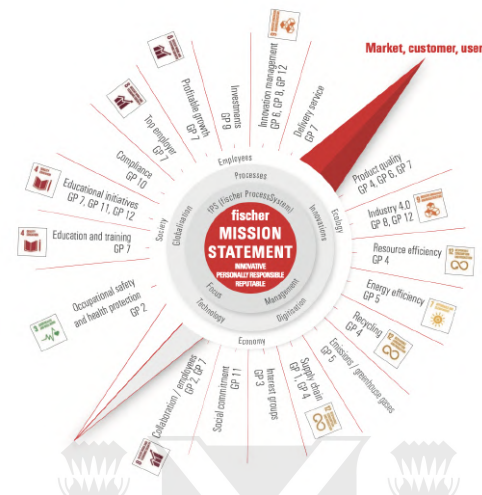 Market, customer, user
Innovation management
GP 6, GP 8, GP 12
Delivery service
GP 7
Investments
GP 9
Profitable growth
GP 7
Top employer
GP 7
Compliance
GP 10
Educational initiatives
GP 7, GP 11, GP 12
Education and training
GP 7
Occupational safety
and health protection
GP 2
Collaboration / employees
GP 2, GP 7
Social commitment
GP 11
Interest groups
GP 3
Supply chain
GP 1, GP 4
Emissions / greenhouse gases
GP 5
Recycling
GP 4
Energy efficiency
GP 5
Resource efficiency
GP 4
Industry 4.0
GP 8, GP 12
Product quality
GP 4, GP 6, GP 7
Employees
Ecology
Economy
Society
Processes
Innovations
Digitisation
Technology
Globalisation
fPS (fischer ProcessSystem)
Management
Focus
fischer
MISSION
STATEMENT
INNOVATIVE
PERSONALLY RESPONSIBLE
REPUTABLE